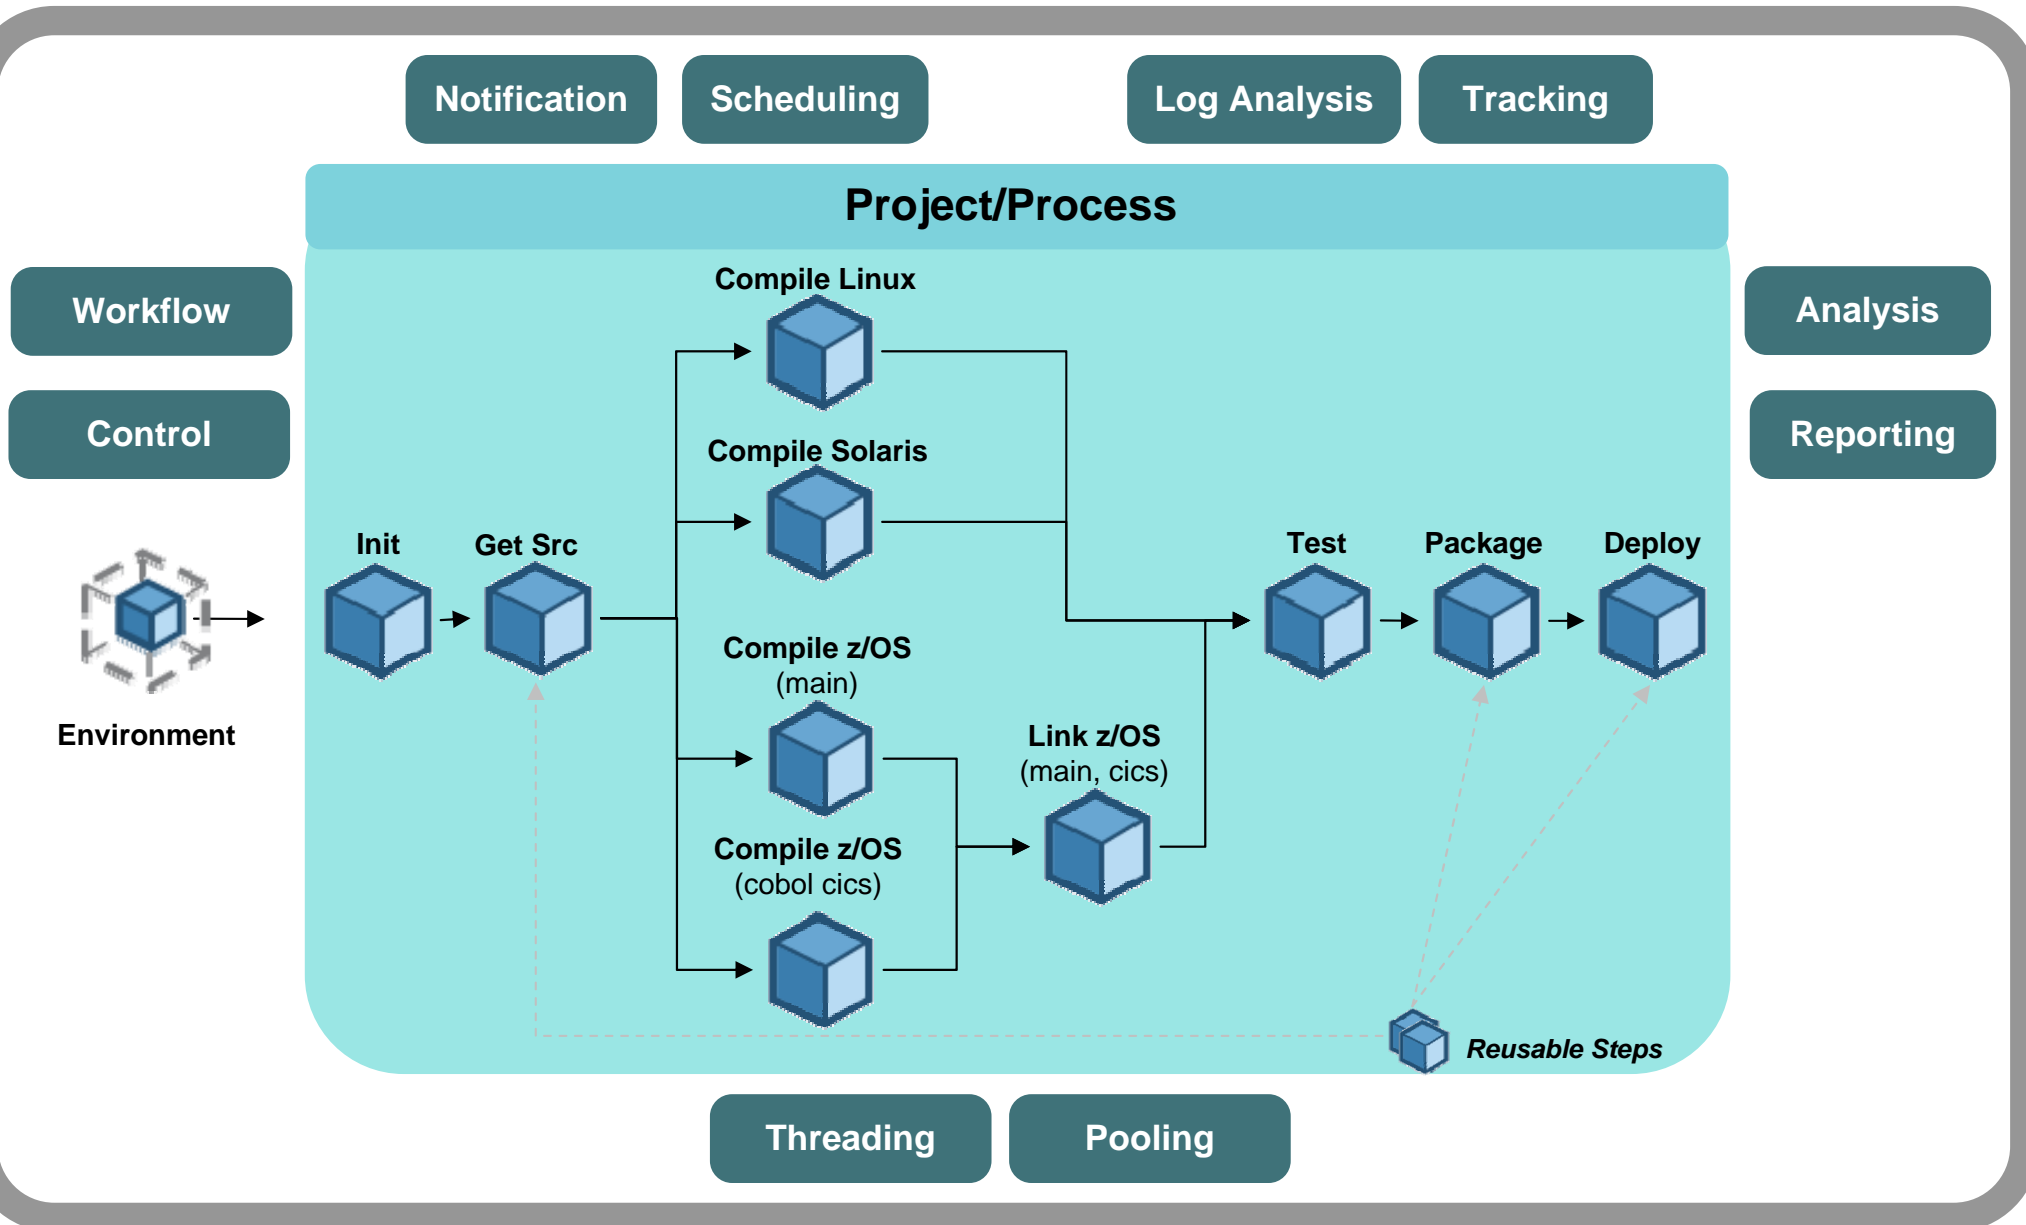 Notification
Scheduling
Log Analysis
Tracking
Project/Process
Workflow
Control
Analysis
Reporting
Environment
Init
Get Src
Compile Linux
Compile Solaris
Compile z/OS
(main)
Compile z/OS
(cobol cics)
Link z/OS
(main, cics)
Test
Package
Deploy
Reusable Steps
Threading
Pooling